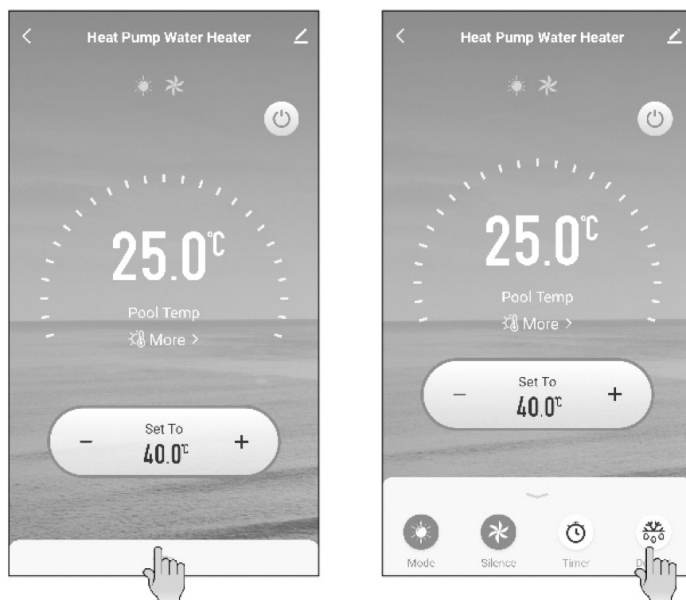 Heat Pump Water Heater
25.0°C
Pool Temp
More >
Set To
− 40.0°C +
Heat Pump Water Heater
25.0°C
Pool Temp
More >
Set To
− 40.0°C +
Mode Silence Timer